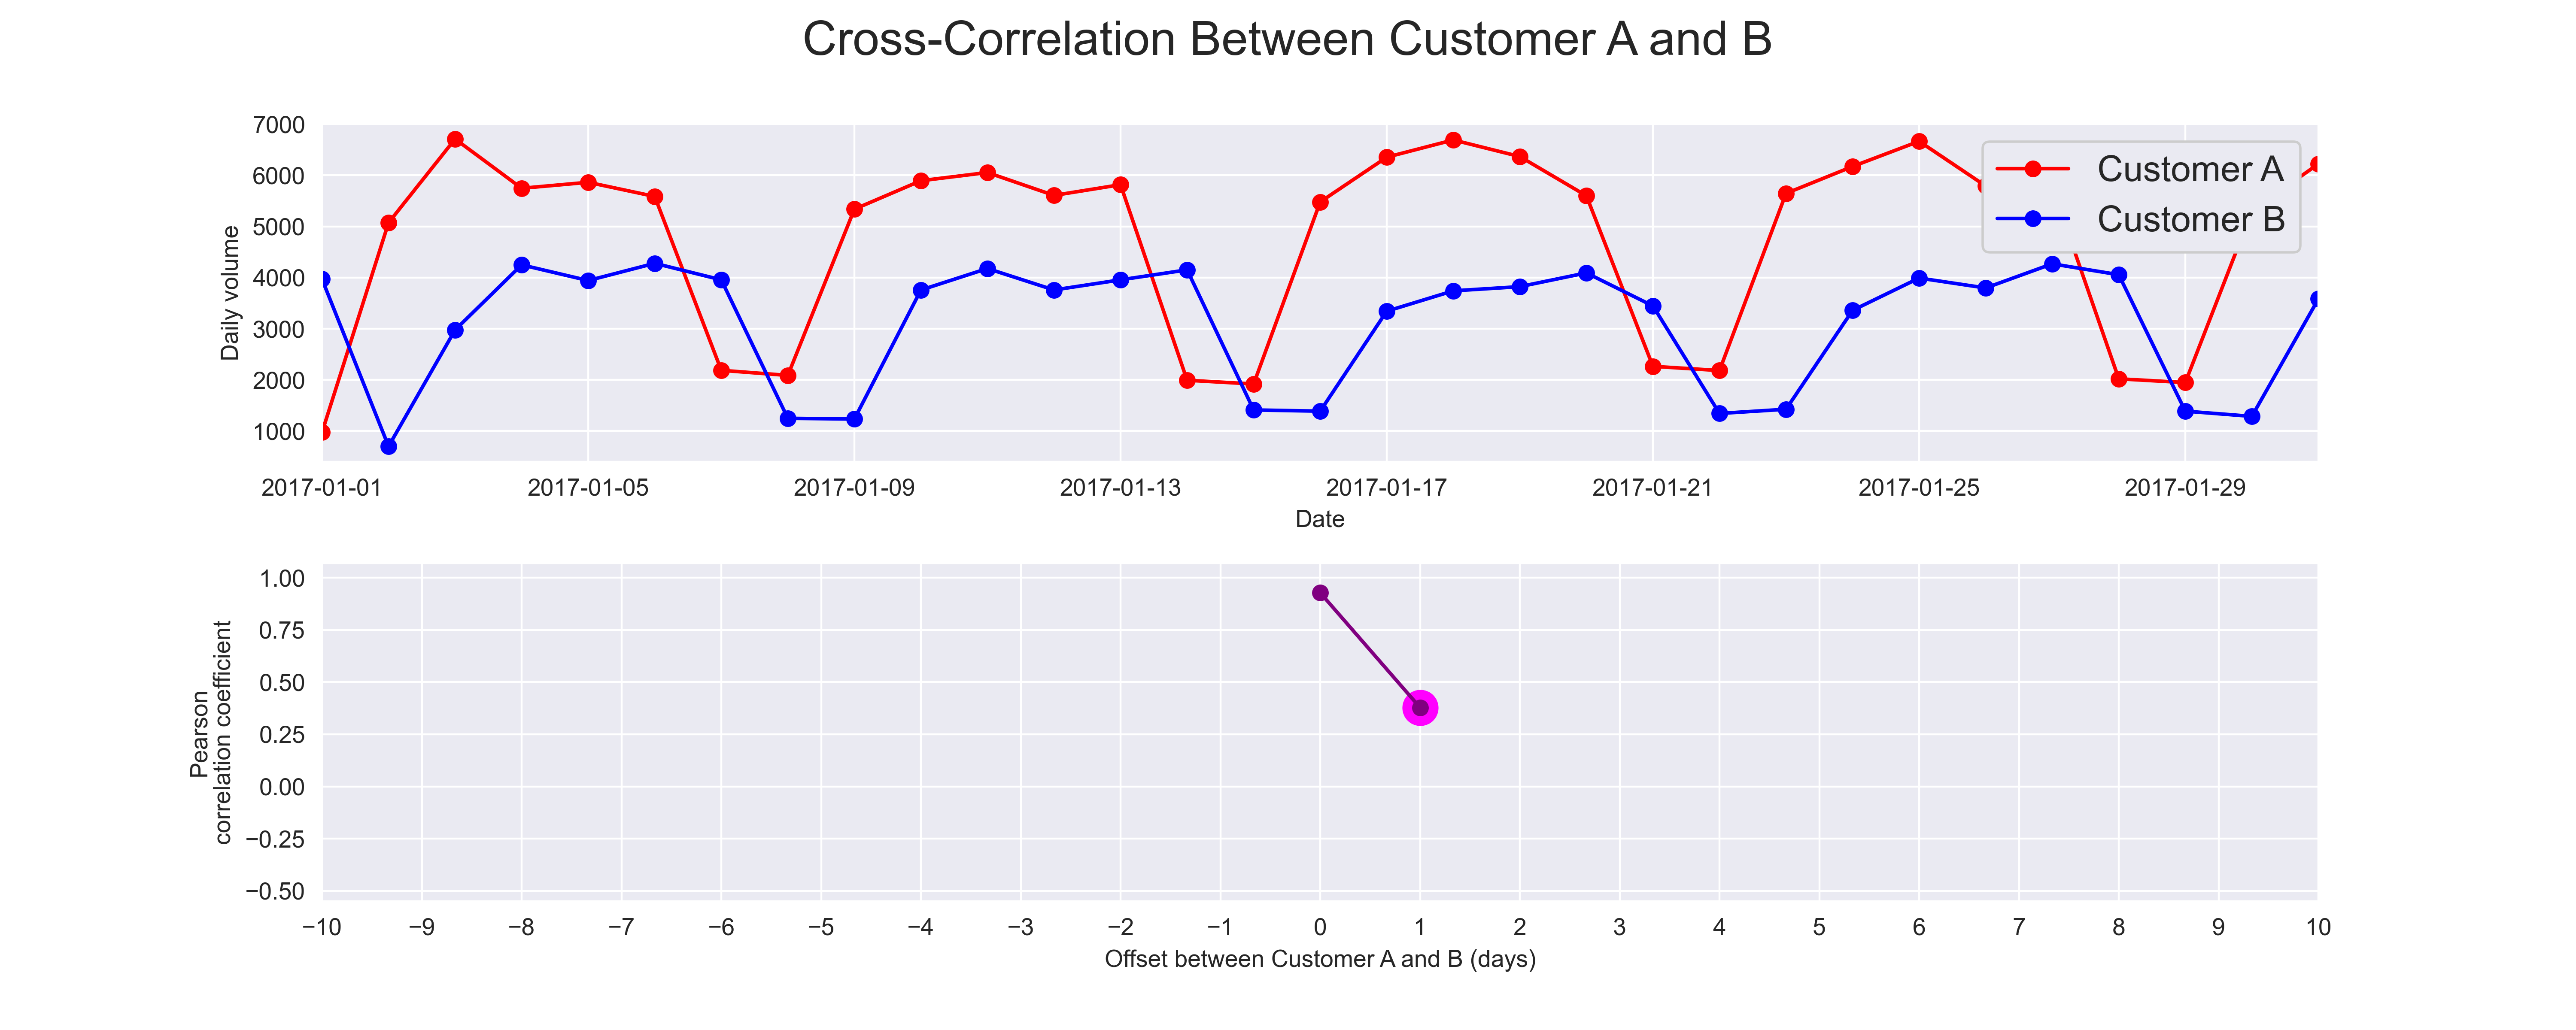 Cross-Correlation Between Customer A and B
7000
6000
5000
4000
3000
2000
1000
Daily volume
Customer A
Customer B
2017-01-01 2017-01-05 2017-01-09 2017-01-13 2017-01-17 2017-01-21 2017-01-25 2017-01-29
Date
1.00
0.75
0.50
0.25
0.00
−0.25
−0.50
Pearson
correlation coefficient
−10 −9 −8 −7 −6 −5 −4 −3 −2 −1 0 1 2 3 4 5 6 7 8 9 10
Offset between Customer A and B (days)